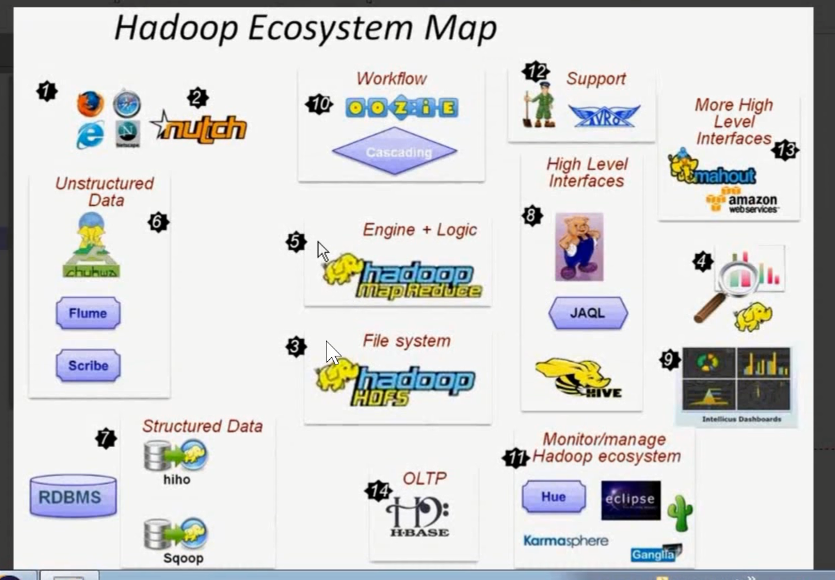 Hadoop Ecosystem Map
1
2
nutch
Netscape
Workflow
10
OOZIE
Cascading
12
Support
AVRO
More High
Level
Interfaces
13
mahout
amazon
webservices™
Unstructured
Data
6
chukwa
Flume
Scribe
5
Engine + Logic
hadoop
Map Reduce
3
File system
hadoop
HDFS
High Level
Interfaces
8
JAQL
HIVE
4
9
Intellicus Dashboards
7
Structured Data
RDBMS
hiho
Sqoop
14
OLTP
H·BASE
Monitor/manage
11
Hadoop ecosystem
Hue
eclipse
Karmasphere
Ganglia